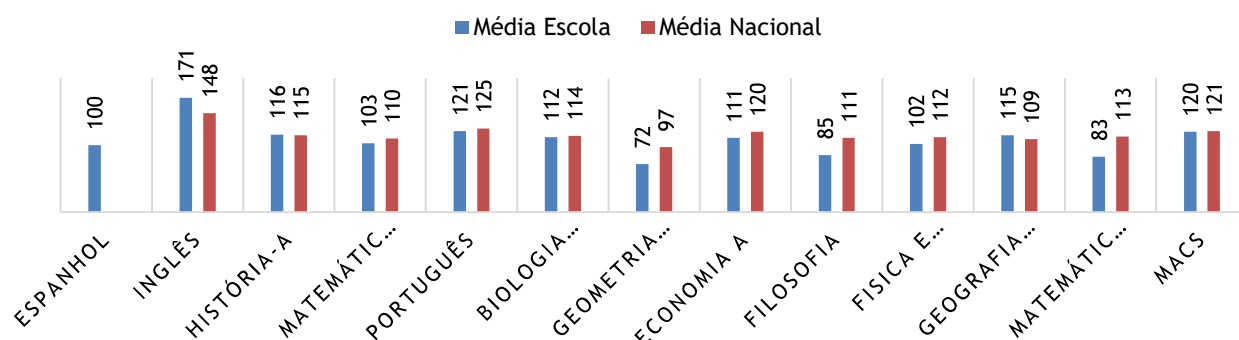 Média Escola Média Nacional
100
171 148
116 115
103 110
121 125
112 114
72 97
111 120
85 111
102 112
115 109
83 113
120 121
ESPANHOL
INGLÊS
HISTÓRIA-A
MATEMÁTIC...
PORTUGUÊS
BIOLOGIA...
GEOMETRIA...
ECONOMIA A
FILOSOFIA
FISICA E...
GEOGRAFIA...
MATEMÁTIC...
MACS